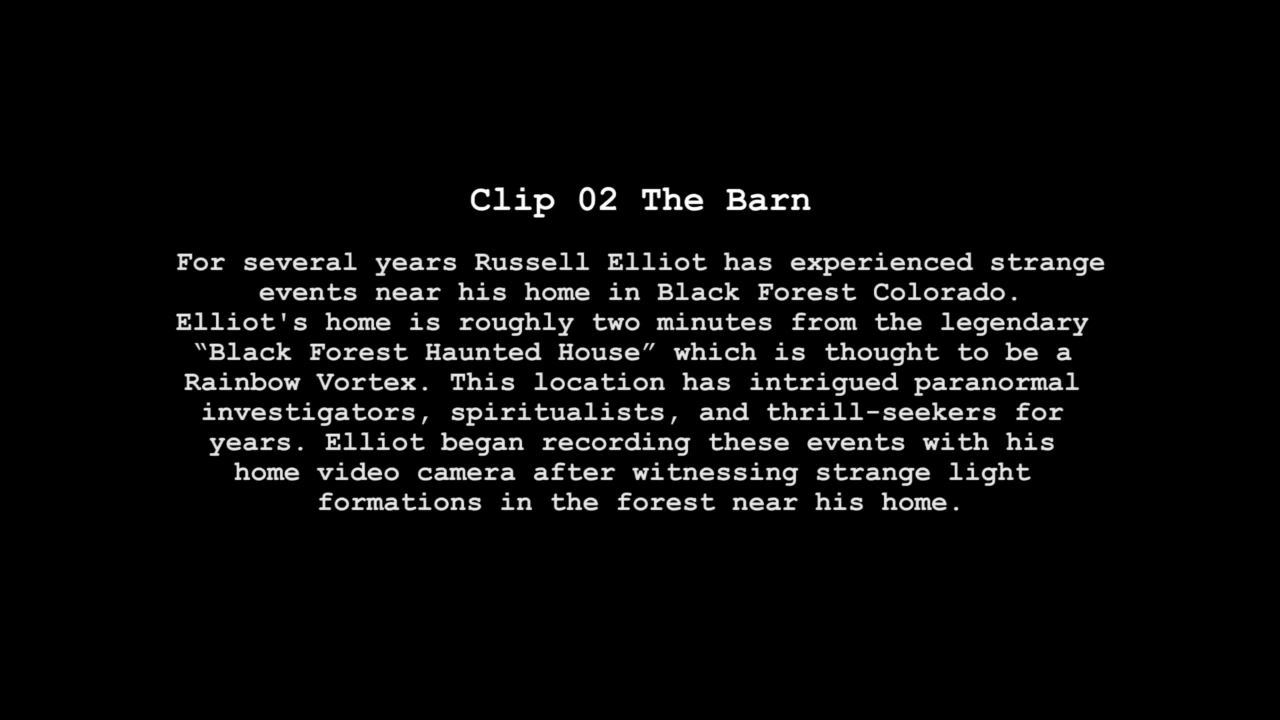 Clip 02 The Barn
For several years Russell Elliot has experienced strange
events near his home in Black Forest Colorado.
Elliot's home is roughly two minutes from the legendary
“Black Forest Haunted House” which is thought to be a
Rainbow Vortex. This location has intrigued paranormal
investigators, spiritualists, and thrill-seekers for
years. Elliot began recording these events with his
home video camera after witnessing strange light
formations in the forest near his home.